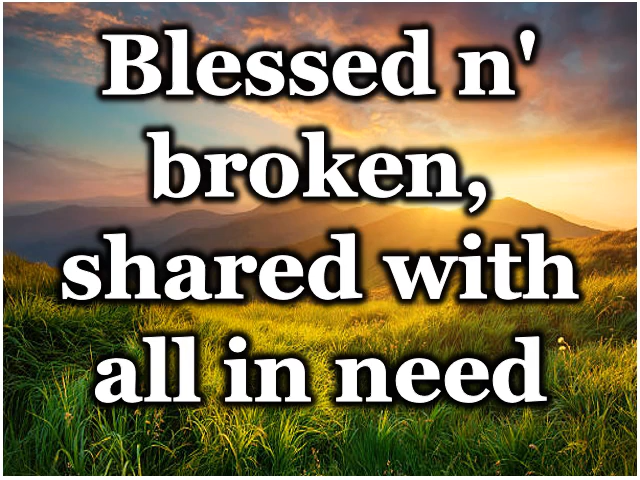 Blessed n'
broken,
shared with
all in need